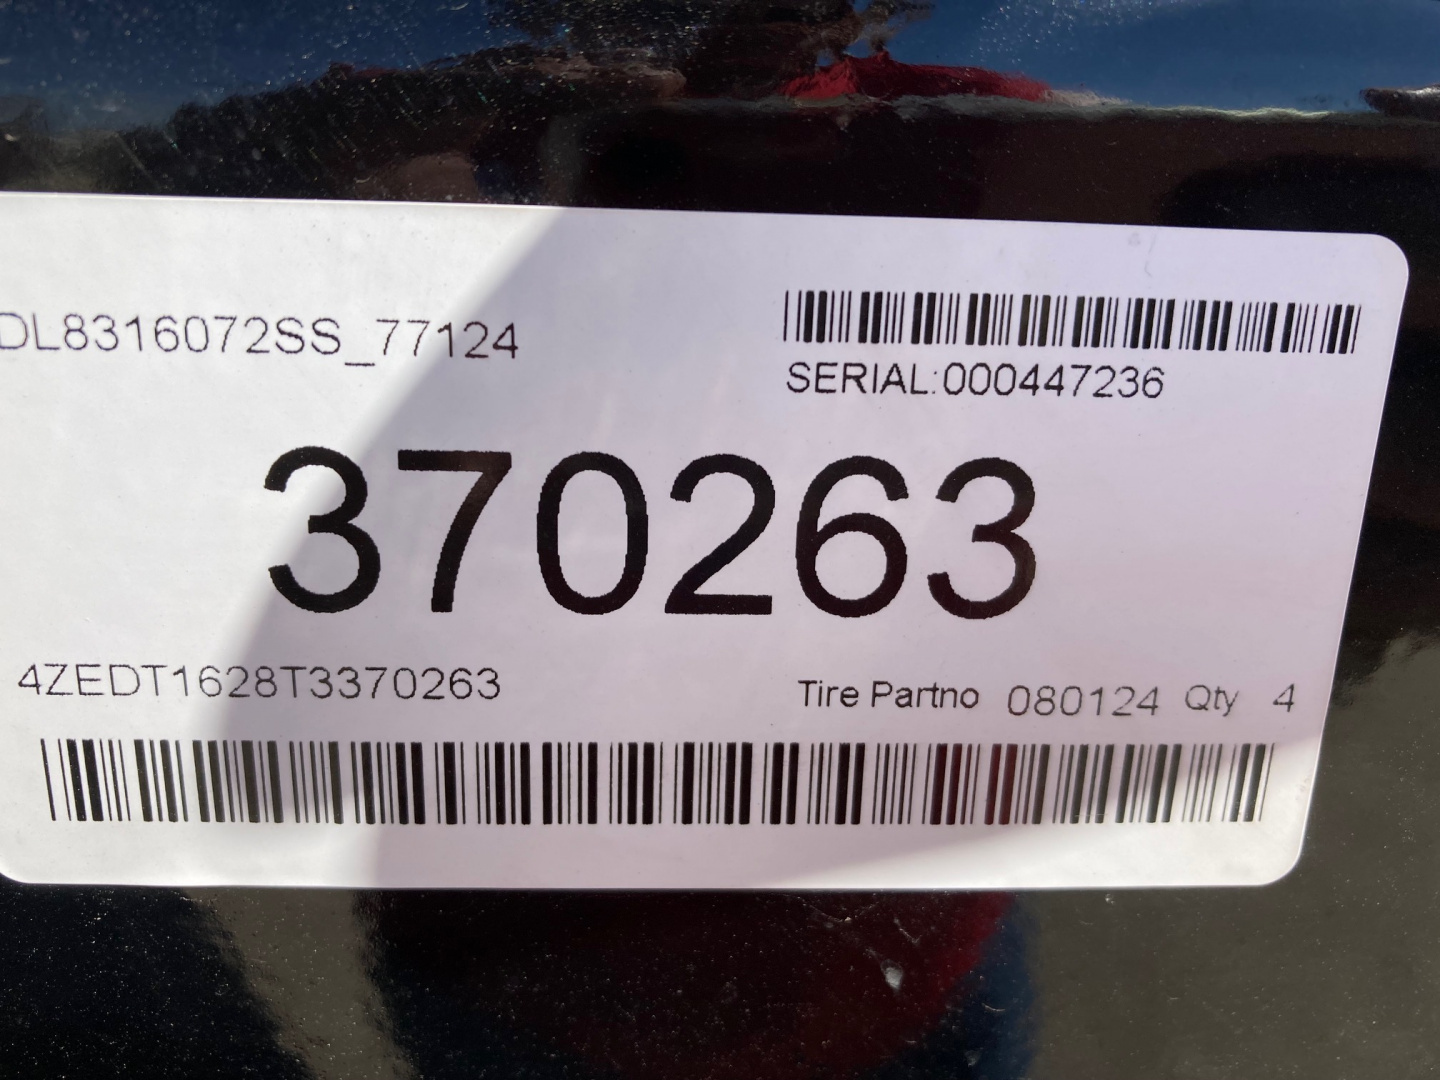 DL8316072SS_77124
SERIAL:000447236
370263
4ZEDT1628T3370263
Tire Partno 080124 Qty 4